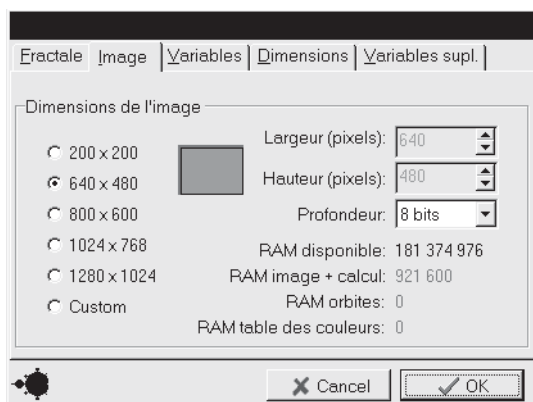 Fractale Image Variables Dimensions Variables supl.
Dimensions de l'image
200 x 200
640 x 480
800 x 600
1024 x 768
1280 x 1024
Custom
Largeur (pixels): 640
Hauteur (pixels): 480
Profondeur: 8 bits
RAM disponible: 181 374 976
RAM image + calcul: 921 600
RAM orbites: 0
RAM table des couleurs: 0
Cancel OK